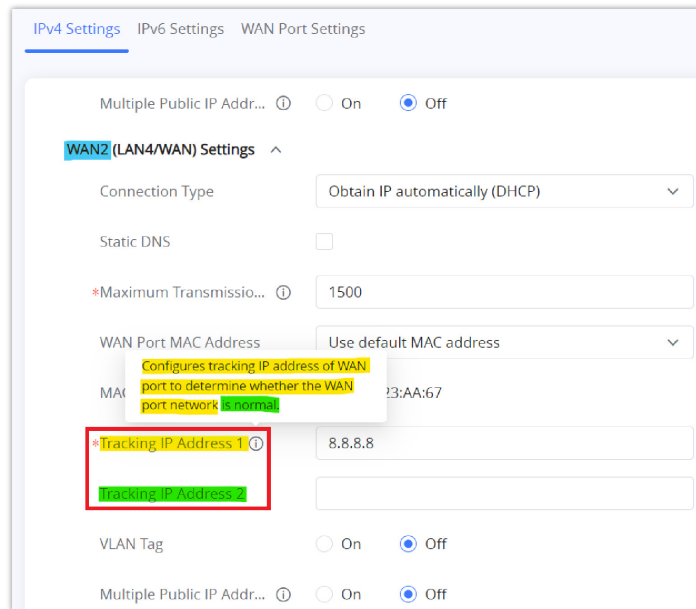 IPv4 Settings IPv6 Settings WAN Port Settings
Multiple Public IP Addr... On Off
WAN2 (LAN4/WAN) Settings
Connection Type Obtain IP automatically (DHCP)
Static DNS
*Maximum Transmissio... 1500
WAN Port MAC Address Use default MAC address
Configures tracking IP address of WAN
port to determine whether the WAN
port network is normal.
MAC 23:AA:67
*Tracking IP Address 1 8.8.8.8
Tracking IP Address 2
VLAN Tag On Off
Multiple Public IP Addr... On Off